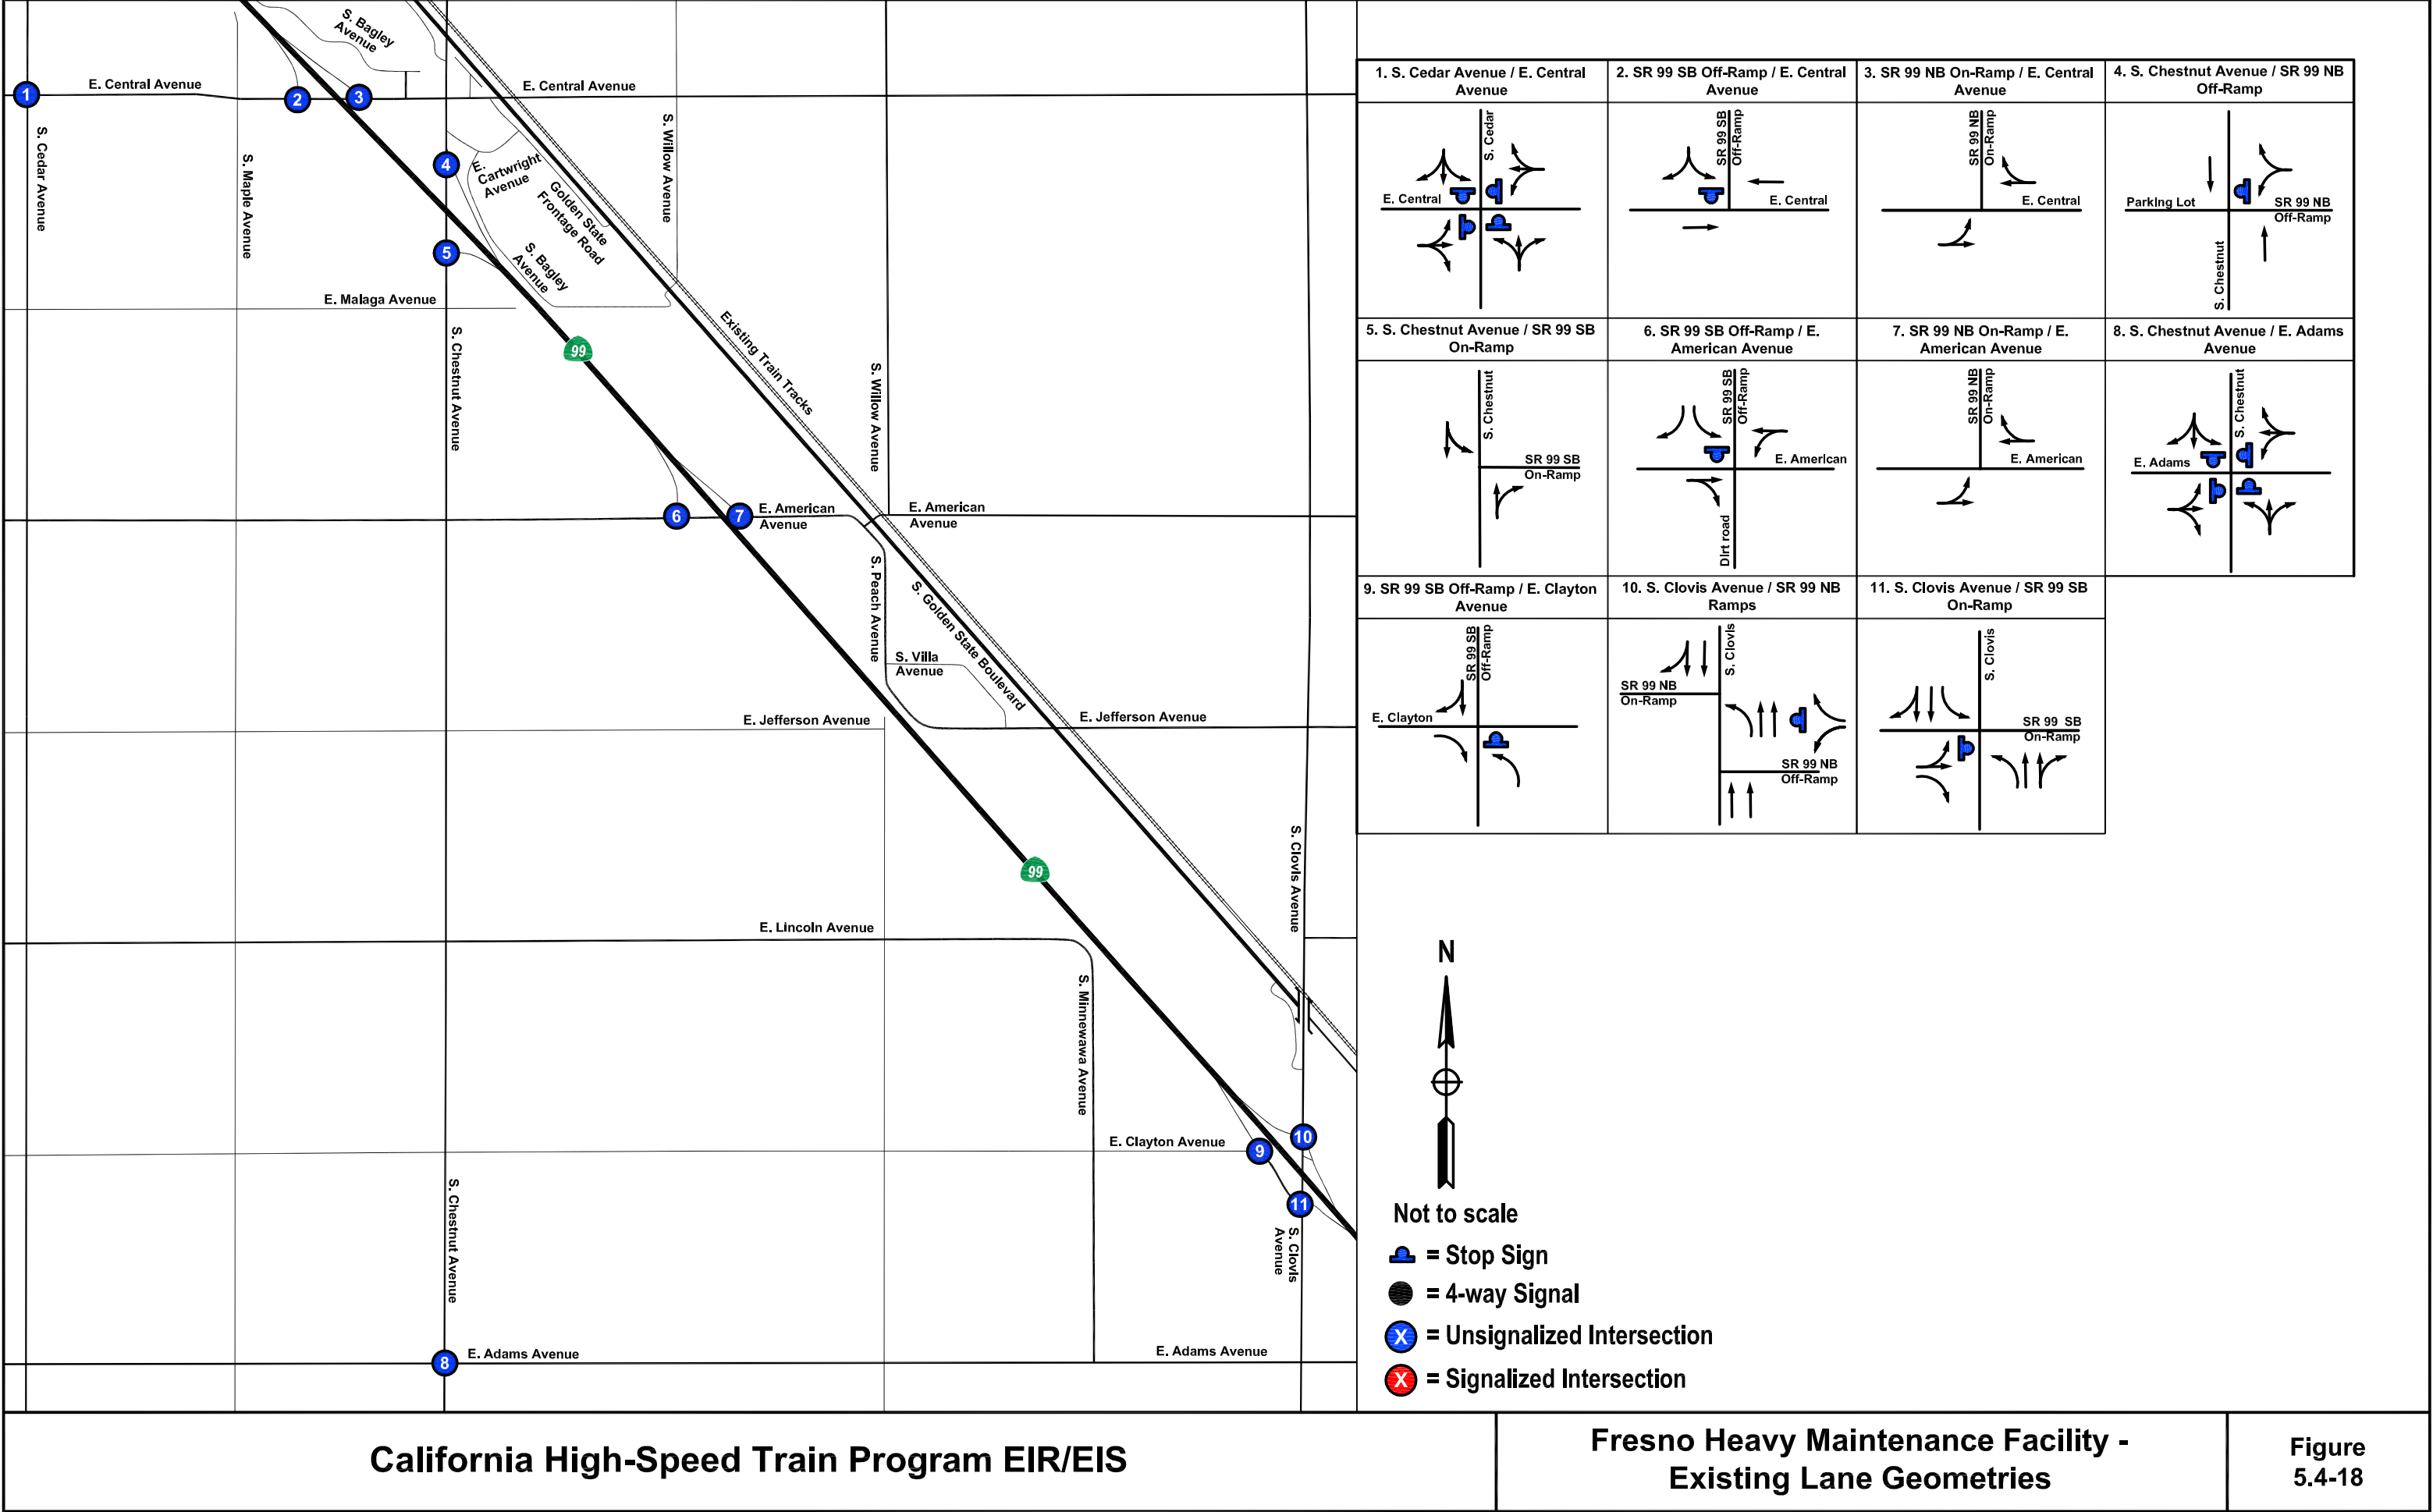 S. Bagley
Avenue
E. Central Avenue
E. Central Avenue
1
2
3
S. Cedar Avenue
S. Maple Avenue
4
E.
Cartwright
Avenue
Golden State
Frontage Road
S. Willow Avenue
5
S. Bagley
Avenue
E. Malaga Avenue
S. Chestnut Avenue
99
Existing Train Tracks
S. Willow Avenue
6
7
E. American
Avenue
E. American
Avenue
S. Peach Avenue
S. Golden State Boulevard
S. Villa
Avenue
E. Jefferson Avenue
E. Jefferson Avenue
99
S. Clovis Avenue
E. Lincoln Avenue
S. Minnewawa Avenue
E. Clayton Avenue
9
10
11
S. Chestnut Avenue
S. Clovis
Avenue
8
E. Adams Avenue
E. Adams Avenue
1. S. Cedar Avenue / E. Central
Avenue
S. Cedar
E. Central
2. SR 99 SB Off-Ramp / E. Central
Avenue
SR 99 SB
Off-Ramp
E. Central
3. SR 99 NB On-Ramp / E. Central
Avenue
SR 99 NB
On-Ramp
E. Central
4. S. Chestnut Avenue / SR 99 NB
Off-Ramp
Parking Lot
SR 99 NB
Off-Ramp
S. Chestnut
5. S. Chestnut Avenue / SR 99 SB
On-Ramp
S. Chestnut
SR 99 SB
On-Ramp
6. SR 99 SB Off-Ramp / E.
American Avenue
SR 99 SB
Off-Ramp
E. American
Dirt road
7. SR 99 NB On-Ramp / E.
American Avenue
SR 99 NB
On-Ramp
E. American
8. S. Chestnut Avenue / E. Adams
Avenue
S. Chestnut
E. Adams
9. SR 99 SB Off-Ramp / E. Clayton
Avenue
SR 99 SB
Off-Ramp
E. Clayton
10. S. Clovis Avenue / SR 99 NB
Ramps
S. Clovis
SR 99 NB
On-Ramp
SR 99 NB
Off-Ramp
11. S. Clovis Avenue / SR 99 SB
On-Ramp
S. Clovis
SR 99 SB
On-Ramp
N
Not to scale
= Stop Sign
= 4-way Signal
X = Unsignalized Intersection
X = Signalized Intersection
California High-Speed Train Program EIR/EIS
Fresno Heavy Maintenance Facility -
Existing Lane Geometries
Figure
5.4-18